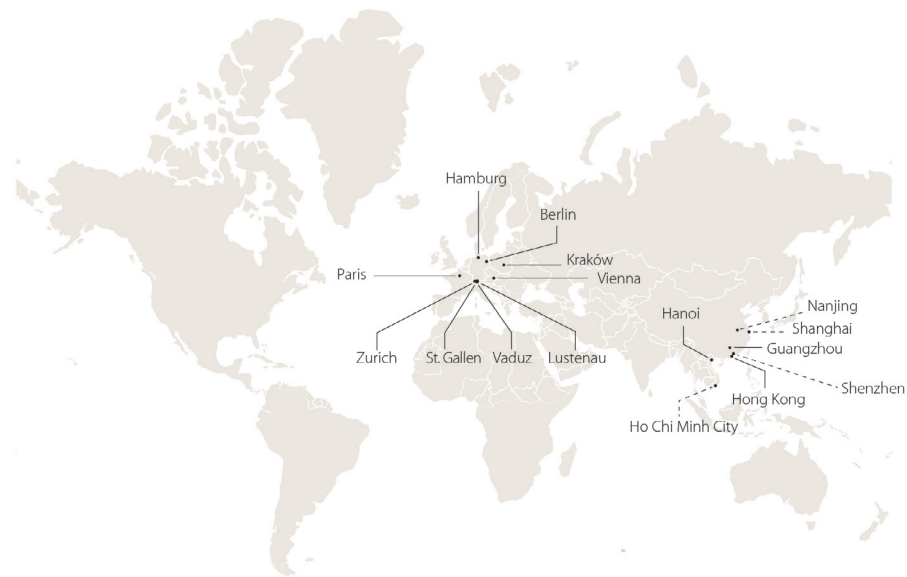 Hamburg
Berlin
Kraków
Paris
Vienna
Zurich
St. Gallen
Vaduz
Lustenau
Hanoi
Nanjing
Shanghai
Guangzhou
Shenzhen
Hong Kong
Ho Chi Minh City